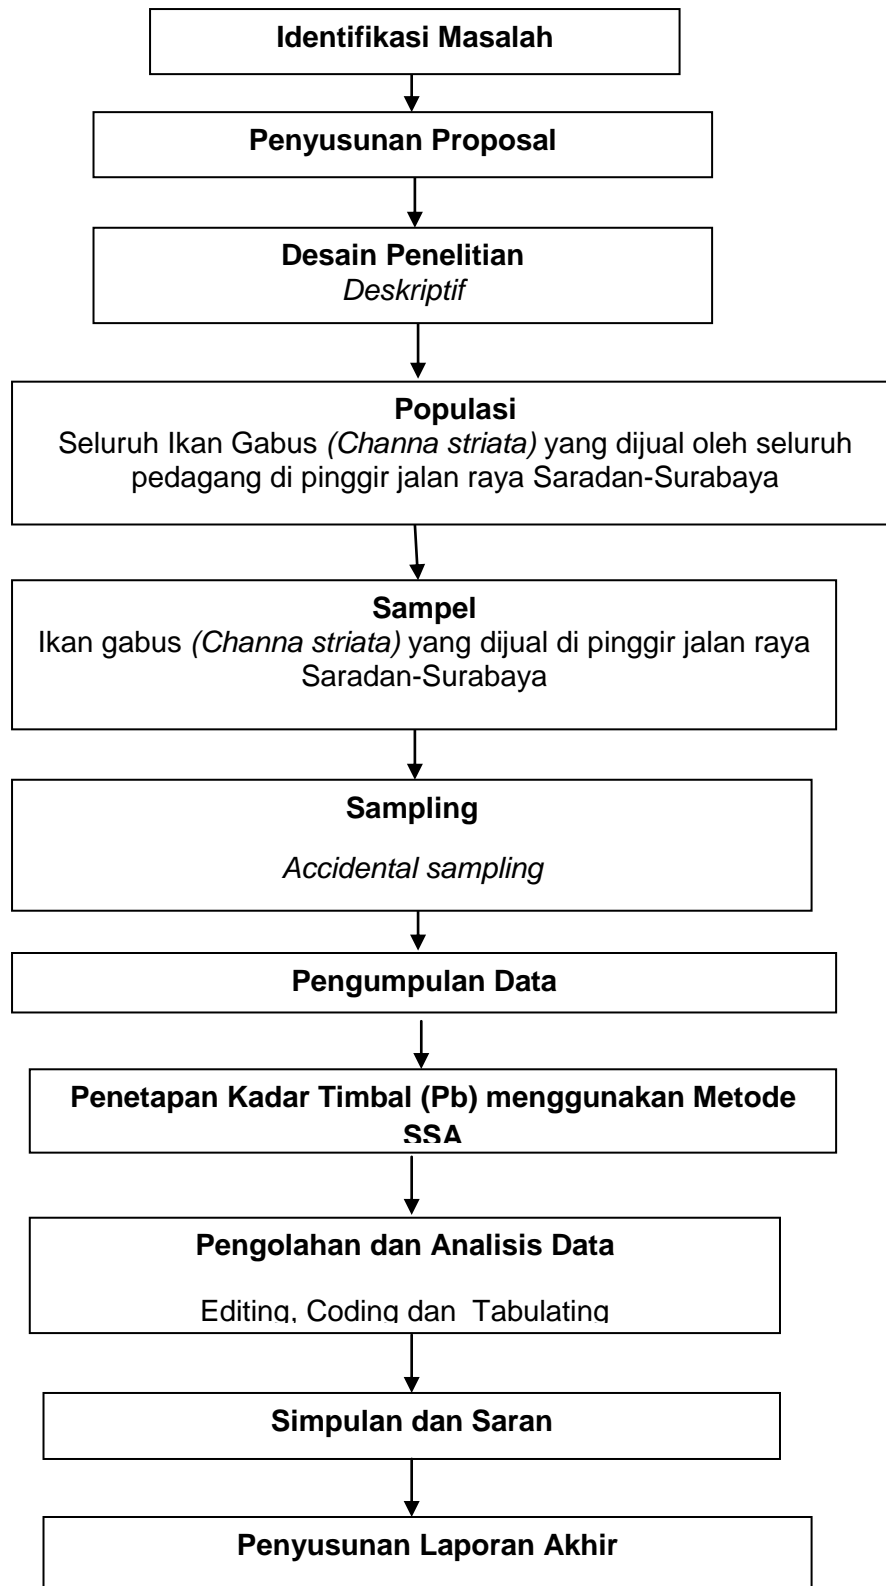 Identifikasi Masalah
Penyusunan Proposal
Desain Penelitian
Deskriptif
Populasi
Seluruh Ikan Gabus (Channa striata) yang dijual oleh seluruh
pedagang di pinggir jalan raya Saradan-Surabaya
Sampel
Ikan gabus (Channa striata) yang dijual di pinggir jalan raya
Saradan-Surabaya
Sampling
Accidental sampling
Pengumpulan Data
Penetapan Kadar Timbal (Pb) menggunakan Metode
SSA
Pengolahan dan Analisis Data
Editing, Coding dan Tabulating
Simpulan dan Saran
Penyusunan Laporan Akhir